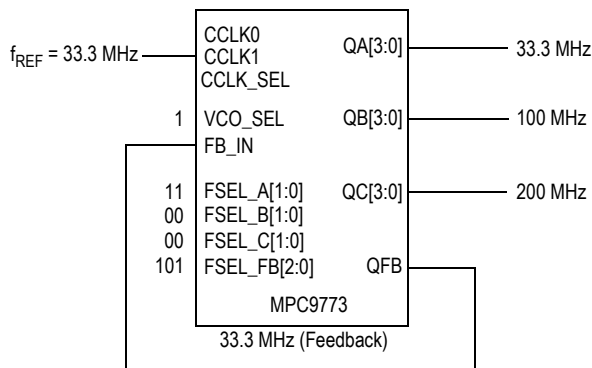 CCLK0
f_REF = 33.3 MHz CCLK1 QA[3:0] 33.3 MHz
CCLK_SEL
1 VCO_SEL QB[3:0] 100 MHz
FB_IN
11 FSEL_A[1:0] QC[3:0] 200 MHz
00 FSEL_B[1:0]
00 FSEL_C[1:0]
101 FSEL_FB[2:0] QFB
MPC9773
33.3 MHz (Feedback)